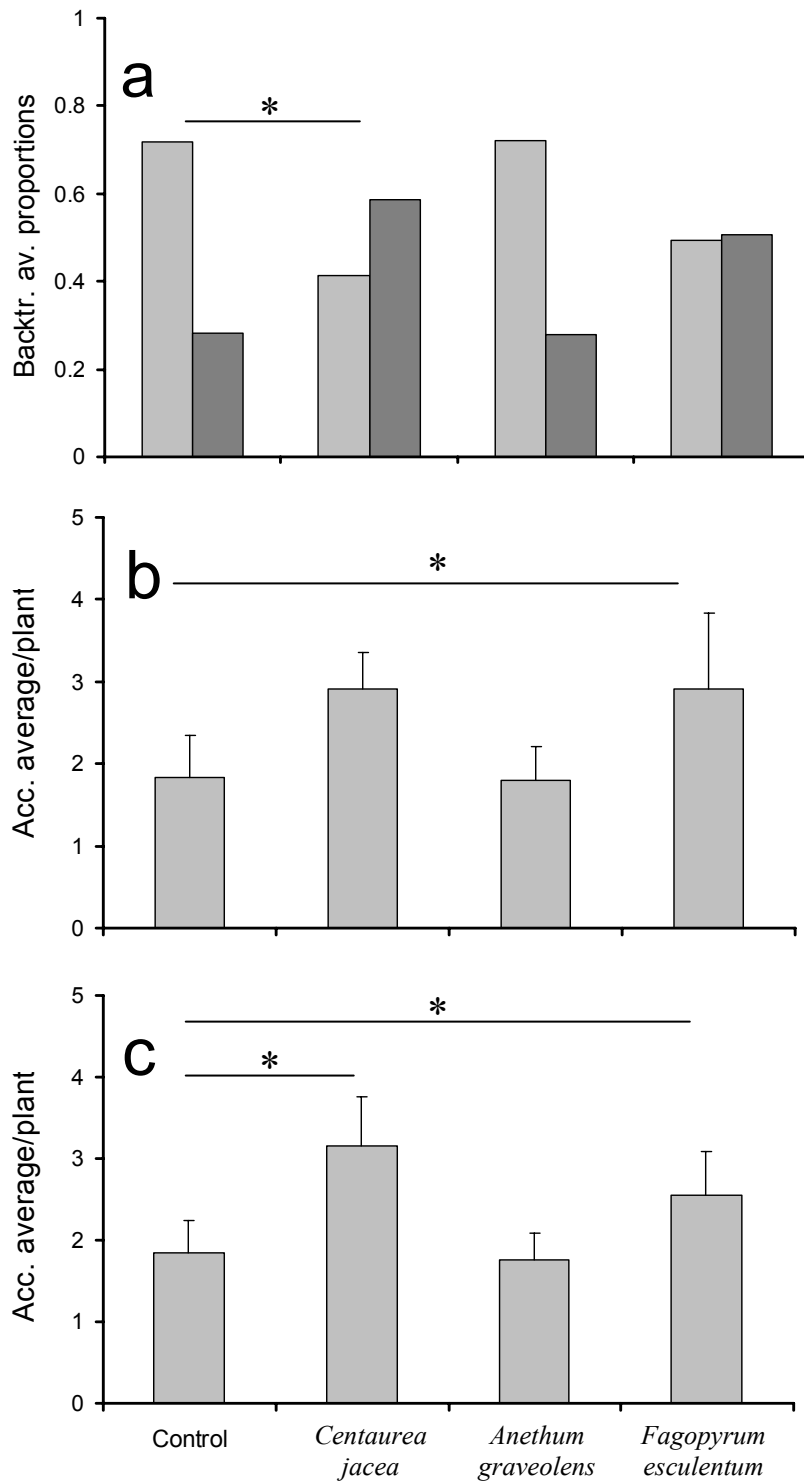 1
0.8
0.6
0.4
0.2
0
Backtr. av. proportions
a
*
5
4
3
2
1
0
Acc. average/plant
b
*
5
4
3
2
1
0
Acc. average/plant
c
*
*
Control
Centaurea
jacea
Anethum
graveolens
Fagopyrum
esculentum